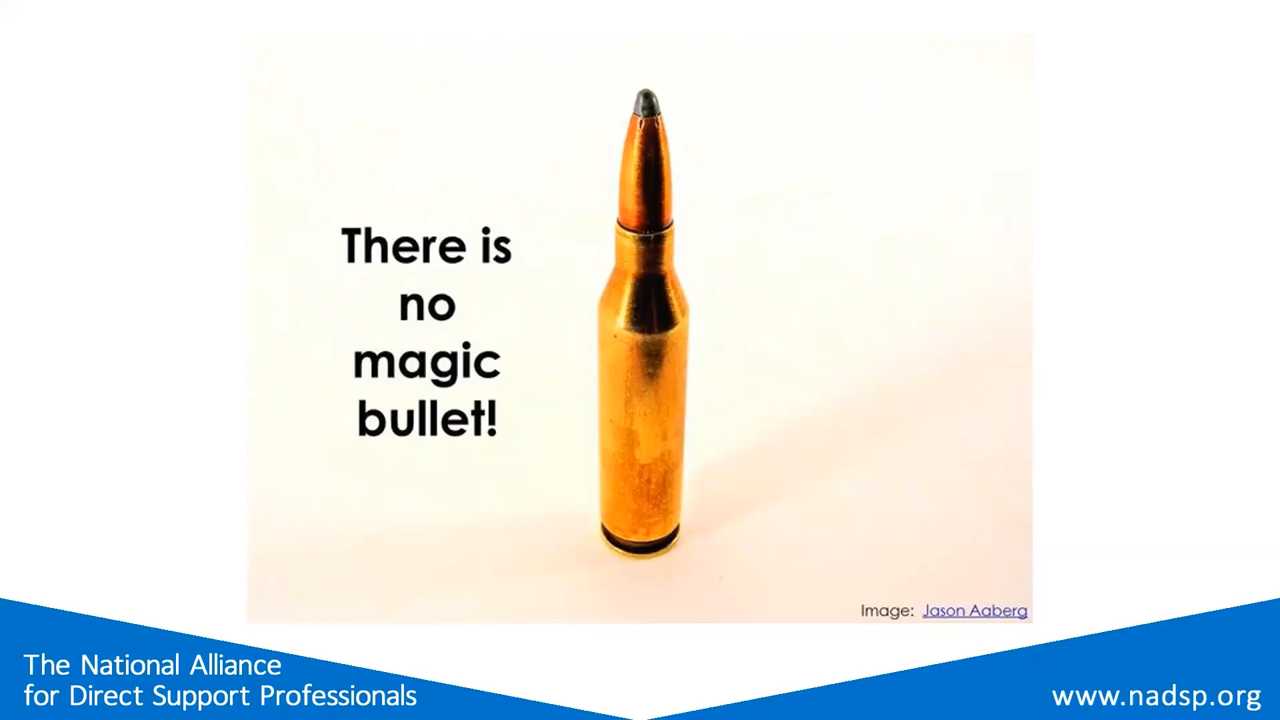 There is
no
magic
bullet!
Image: Jason Aaberg
The National Alliance
for Direct Support Professionals
www.nadsp.org